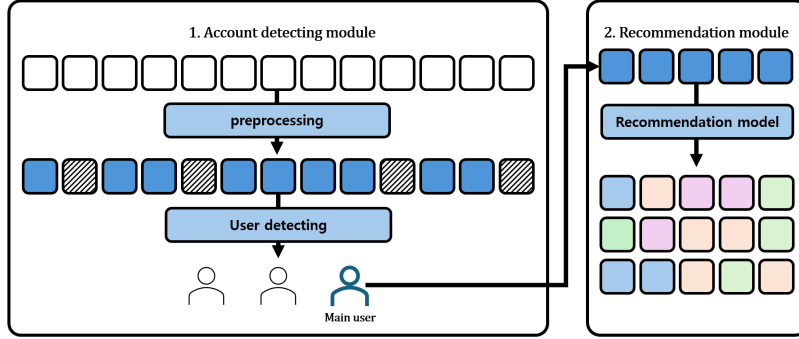 1. Account detecting module
preprocessing
User detecting
Main user
2. Recommendation module
Recommendation model